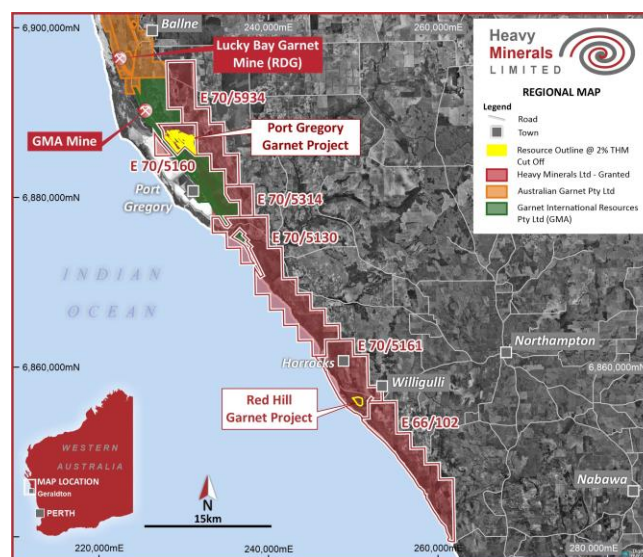 6,900,000mN
Ballne
240,000mE
260,000mE
Lucky Bay Garnet
Mine (RDG)
E 70/5934
GMA Mine
Port Gregory
Garnet Project
E 70/5160
6,880,000mN
Port
Gregory
E 70/5314
E 70/5130
INDIAN
OCEAN
6,860,000mN
E 70/5161
Horrocks
Northampton
6,860,000mN
Willigulli
Red Hill
Garnet Project
E 66/102
Nabawa
WESTERN
AUSTRALIA
MAP LOCATION
Geraldton
PERTH
N
15km
220,000mE
240,000mE
260,000mE
280,000mE
Heavy
Minerals
LIMITED
REGIONAL MAP
Legend
Road
Town
Resource Outline @ 2% THM
Cut Off
Heavy Minerals Ltd - Granted
Australian Garnet Pty Ltd
Garnet International Resources
Pty Ltd (GMA)